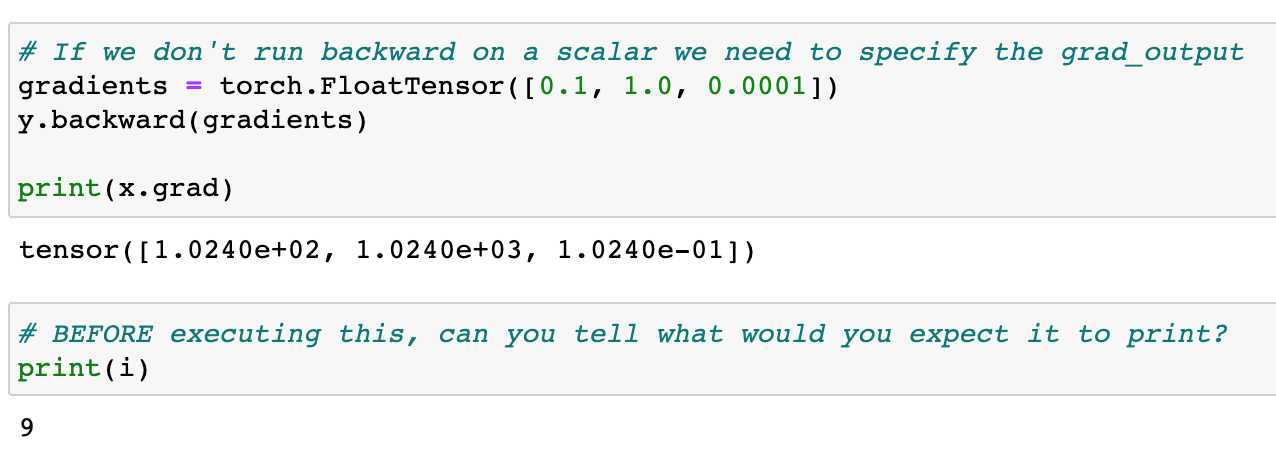 # If we don't run backward on a scalar we need to specify the grad_output
gradients = torch.FloatTensor([0.1, 1.0, 0.0001])
y.backward(gradients)
print(x.grad)
tensor([1.0240e+02, 1.0240e+03, 1.0240e-01])
# BEFORE executing this, can you tell what would you expect it to print?
print(i)
9